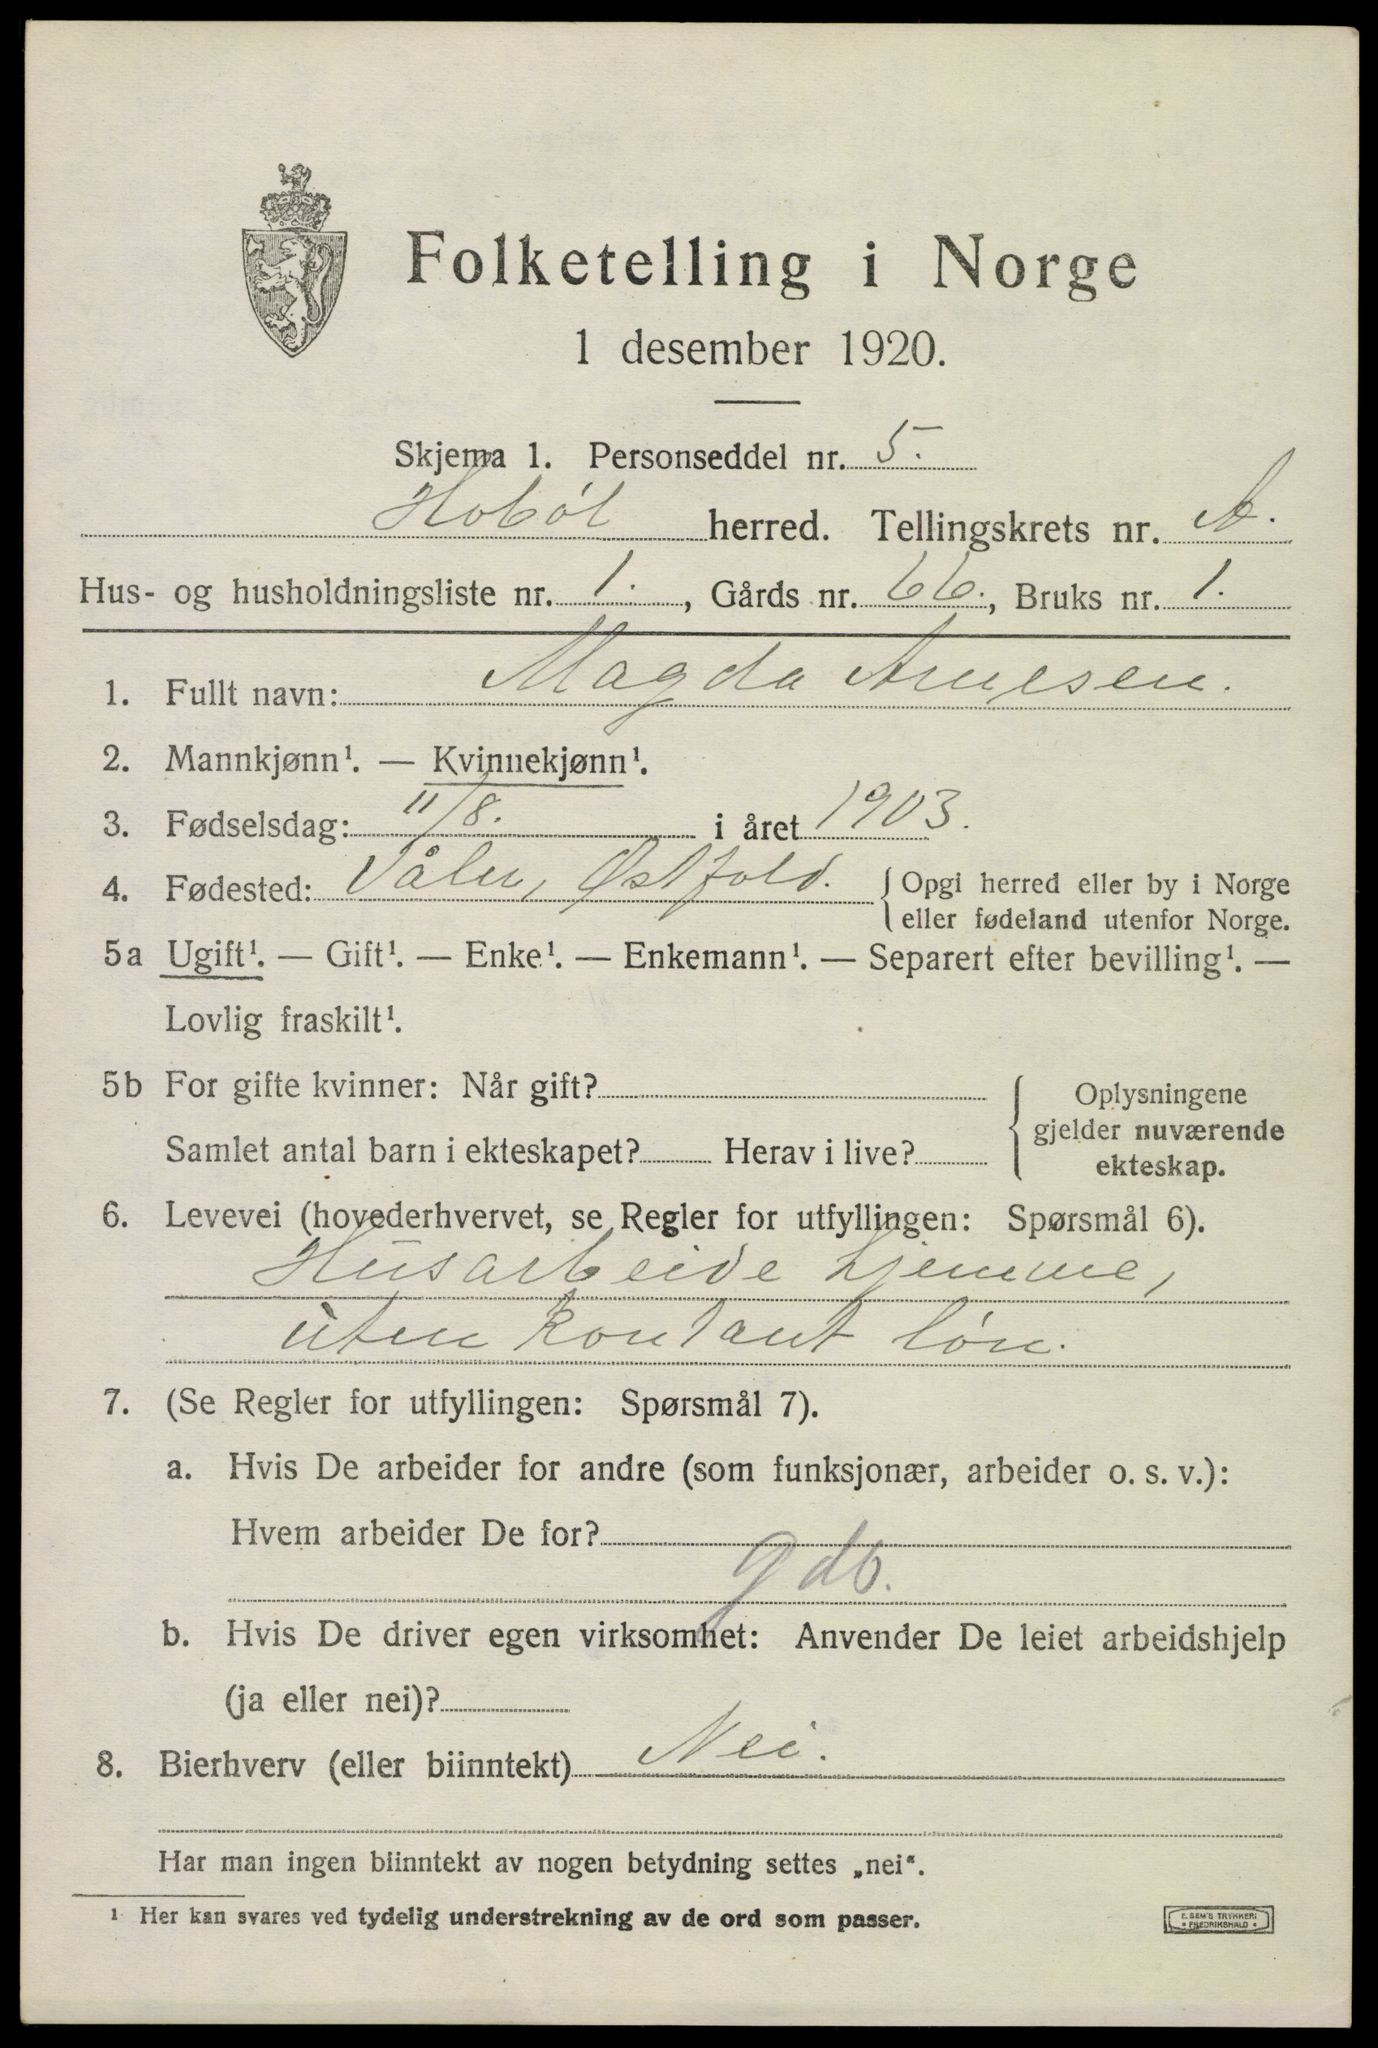 Folketelling i Norge
1 desember 1920.
Skjema 1. Personseddel nr. 5.
Hobøl herred. Tellingskrets nr. A.
Hus- og husholdningsliste nr. 1., Gårds nr. 66., Bruks nr. 1.
1. Fullt navn: Magda Arnesen.
2. Mannkjønn¹. — Kvinnekjønn¹.
3. Fødselsdag: 11/8. i året 1903.
4. Fødested: Våler, Østfold. { Opgi herred eller by i Norge
eller fødeland utenfor Norge.
5a Ugift¹. — Gift¹. — Enke¹. — Enkemann¹. — Separert efter bevilling¹. —
Lovlig fraskilt¹.
5b For gifte kvinner: Når gift?
Samlet antal barn i ekteskapet? Herav i live?
{ Oplysningene
gjelder nuværende
ekteskap.
6. Levevei (hovederhvervet, se Regler for utfyllingen: Spørsmål 6).
Husarbeide hjemme,
uten kontant løn.
7. (Se Regler for utfyllingen: Spørsmål 7).
a. Hvis De arbeider for andre (som funksjonær, arbeider o. s. v.):
Hvem arbeider De for?
gdb.
b. Hvis De driver egen virksomhet: Anvender De leiet arbeidshjelp
(ja eller nei)?
8. Bierhverv (eller biinntekt) Nei.
Har man ingen biinntekt av nogen betydning settes „nei“.
¹ Her kan svares ved tydelig understrekning av de ord som passer.
E. SEM'S TRYKKERI
• FREDRIKSHALD •